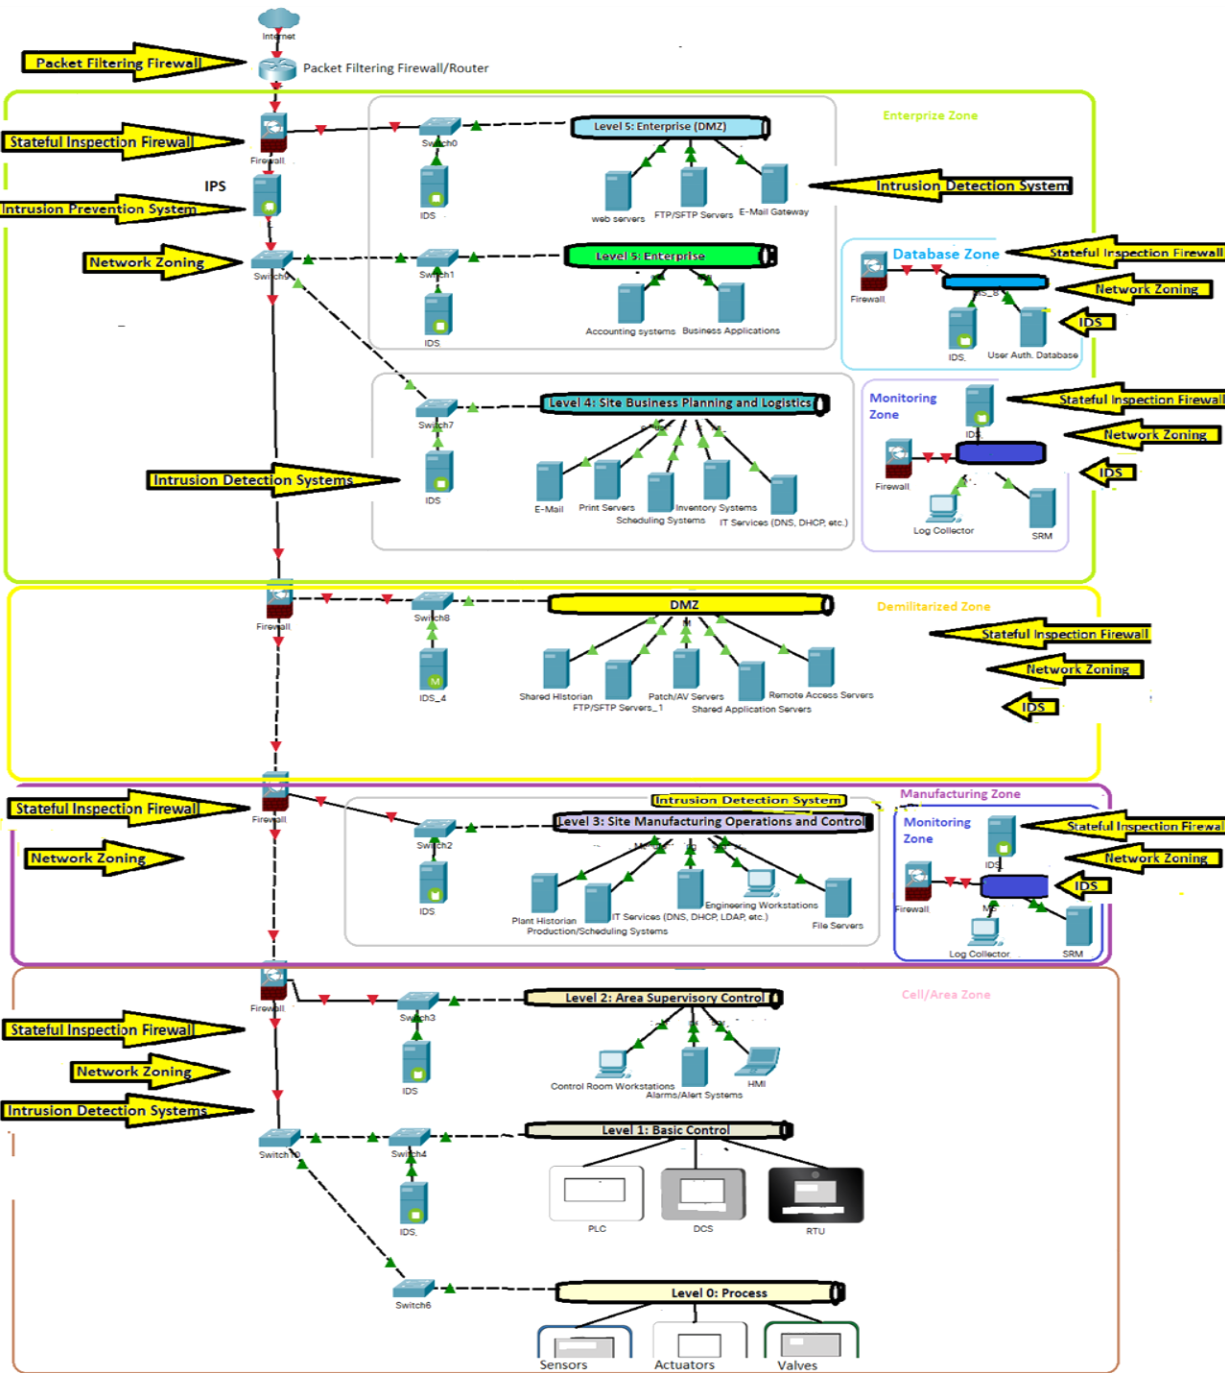 Internet
Packet Filtering Firewall
Packet Filtering Firewall/Router
Enterprize Zone
Stateful Inspection Firewall
Firewall
Switch0
Level 5: Enterprise (DMZ)
IPS
Intrusion Prevention System
IDS
web servers
FTP/SFTP Servers
E-Mail Gateway
Intrusion Detection System
Network Zoning
Switch9
Switch1
Level 5: Enterprise
IDS
Accounting systems
Business Applications
Database Zone
Stateful Inspection Firewall
Firewall
Network Zoning
IDS
IDS.
User Auth. Database
Switch7
Level 4: Site Business Planning and Logistics
Intrusion Detection Systems
IDS
E-Mail
Print Servers
Scheduling Systems
Inventory Systems
IT Services (DNS, DHCP, etc.)
Monitoring
Zone
IDS.
Stateful Inspection Firewall
Network Zoning
Firewall
IDS
Log Collector
SRM
Firewall
Switch8
DMZ
Demilitarized Zone
Stateful Inspection Firewall
Network Zoning
IDS
M
IDS_4
Shared Historian
FTP/SFTP Servers_1
Patch/AV Servers
Shared Application Servers
Remote Access Servers
Stateful Inspection Firewall
Firewall
Network Zoning
Manufacturing Zone
Intrusion Detection System
Switch2
Level 3: Site Manufacturing Operations and Control
IDS
Plant Historian
Production/Scheduling Systems
IT Services (DNS, DHCP, LDAP, etc.)
Engineering Workstations
File Servers
Monitoring
Zone
IDS.
Stateful Inspection Firewall
Network Zoning
Firewall
IDS
Log Collector
SRM
Cell/Area Zone
Firewall
Stateful Inspection Firewall
Network Zoning
Intrusion Detection Systems
Switch3
Level 2: Area Supervisory Control
IDS
Control Room Workstations
Alarms/Alert Systems
HMI
Switch10
Switch4
Level 1: Basic Control
IDS.
PLC
DCS
RTU
Switch6
Level 0: Process
Sensors
Actuators
Valves